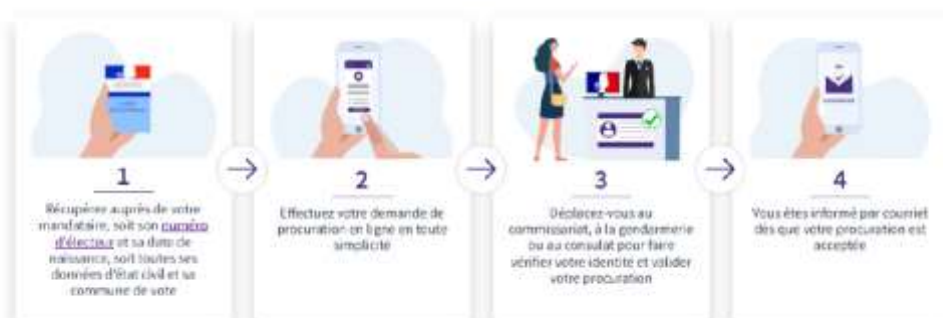 1
Récupérez auprès de votre
mandataire, soit son numéro
d'électeur et sa date de
naissance, soit toutes ses
données d'état civil et sa
commune de vote
2
Effectuez votre demande de
procuration en ligne en toute
simplicité
3
Déplacez-vous au
commissariat, à la gendarmerie
ou au consulat pour faire
vérifier votre identité et valider
votre procuration
4
Vous êtes informé par courriel
dès que votre procuration est
acceptée